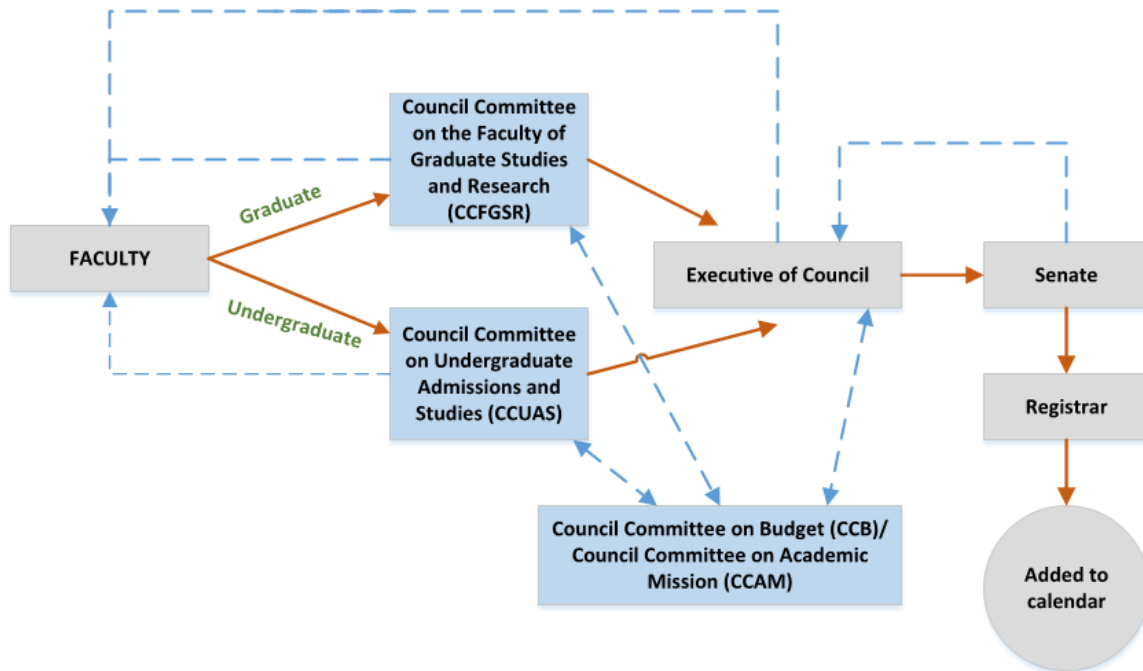 Council Committee
on the Faculty of
Graduate Studies
and Research
(CCFGSR)
Graduate
FACULTY
Undergraduate
Council Committee
on Undergraduate
Admissions and
Studies (CCUAS)
Executive of Council
Senate
Registrar
Council Committee on Budget (CCB)/
Council Committee on Academic
Mission (CCAM)
Added to
calendar